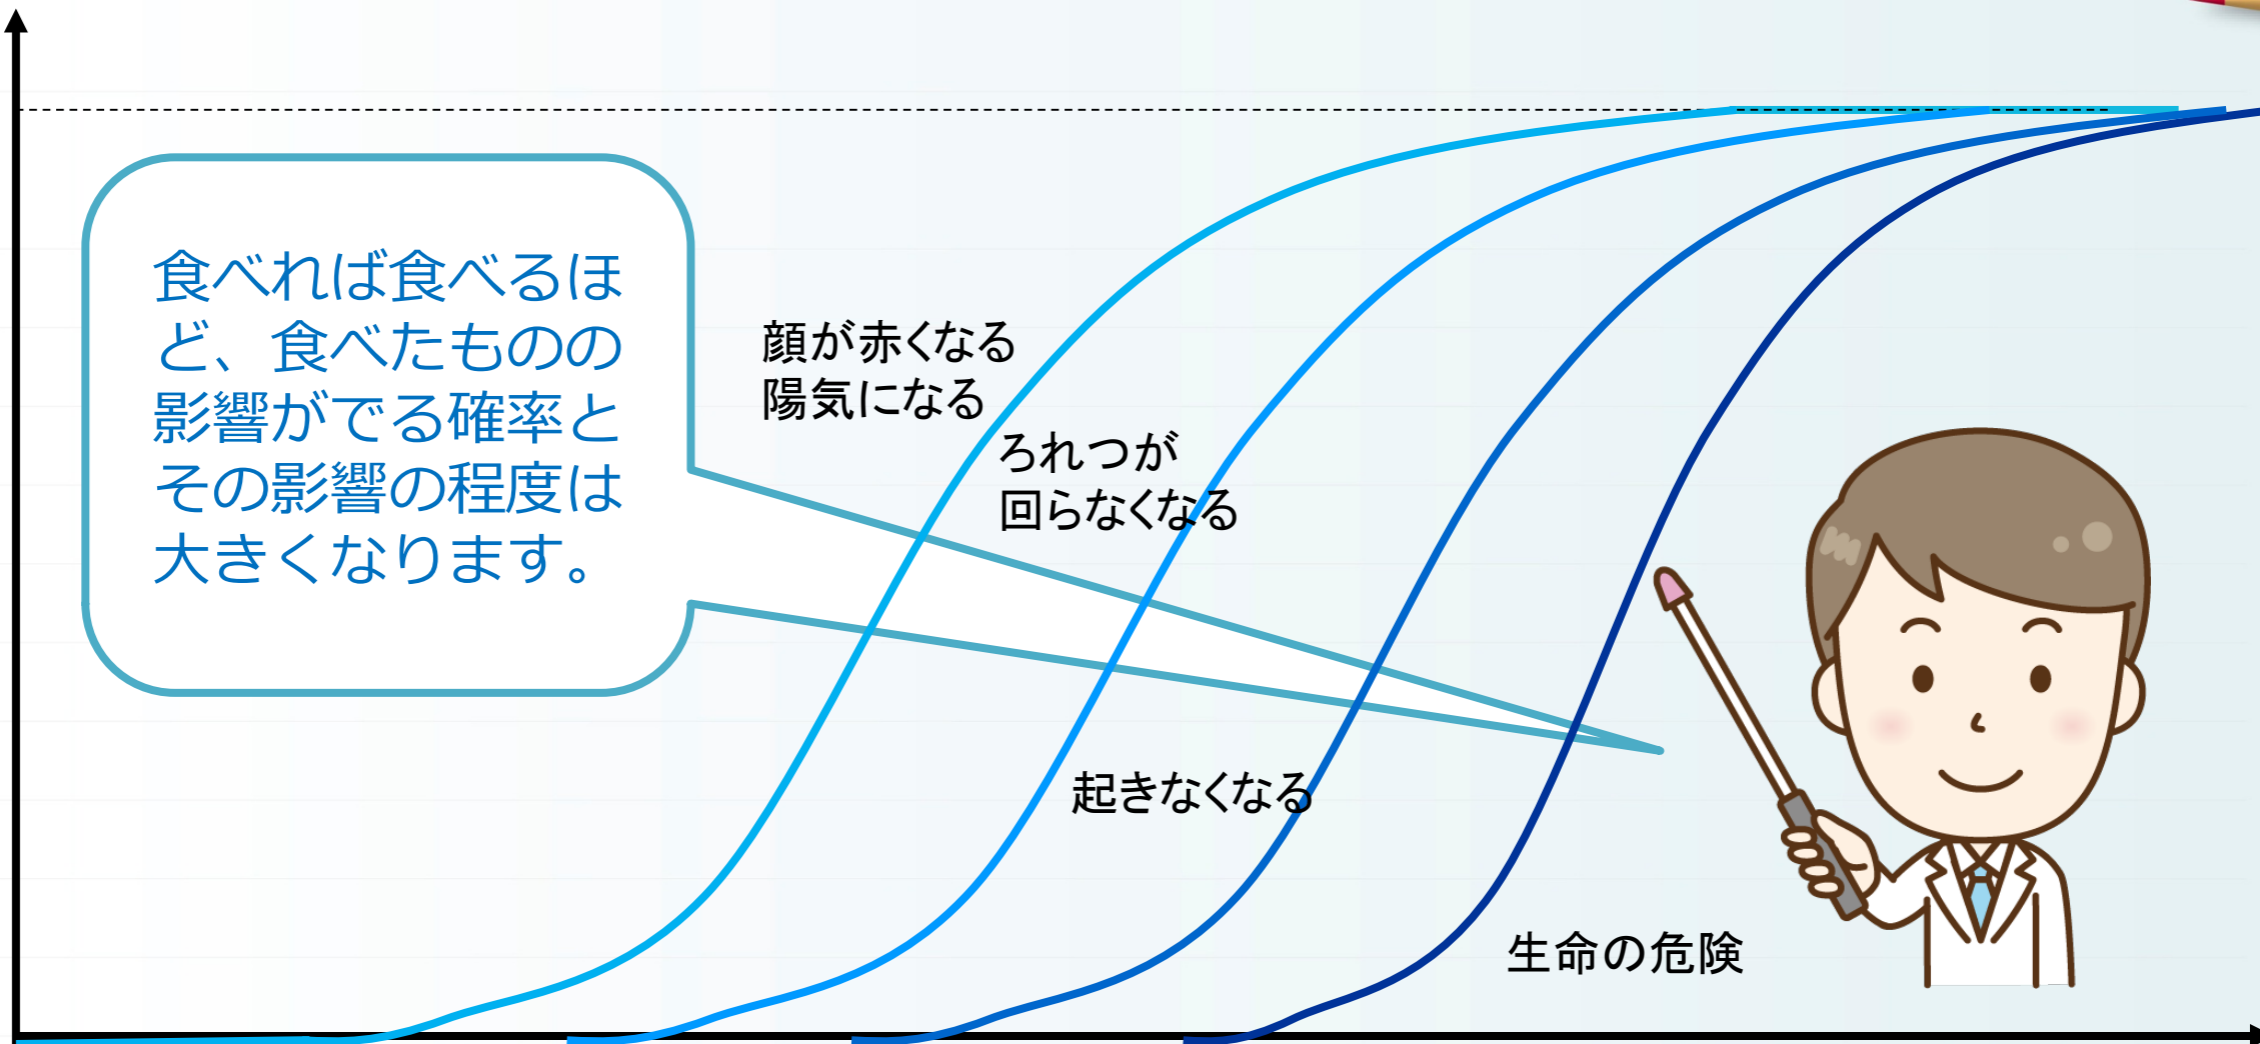 食べれば食べるほ
ど、食べたものの
影響がでる確率と
その影響の程度は
大きくなります。
顔が赤くなる
陽気になる
ろれつが
回らなくなる
起きなくなる
生命の危険